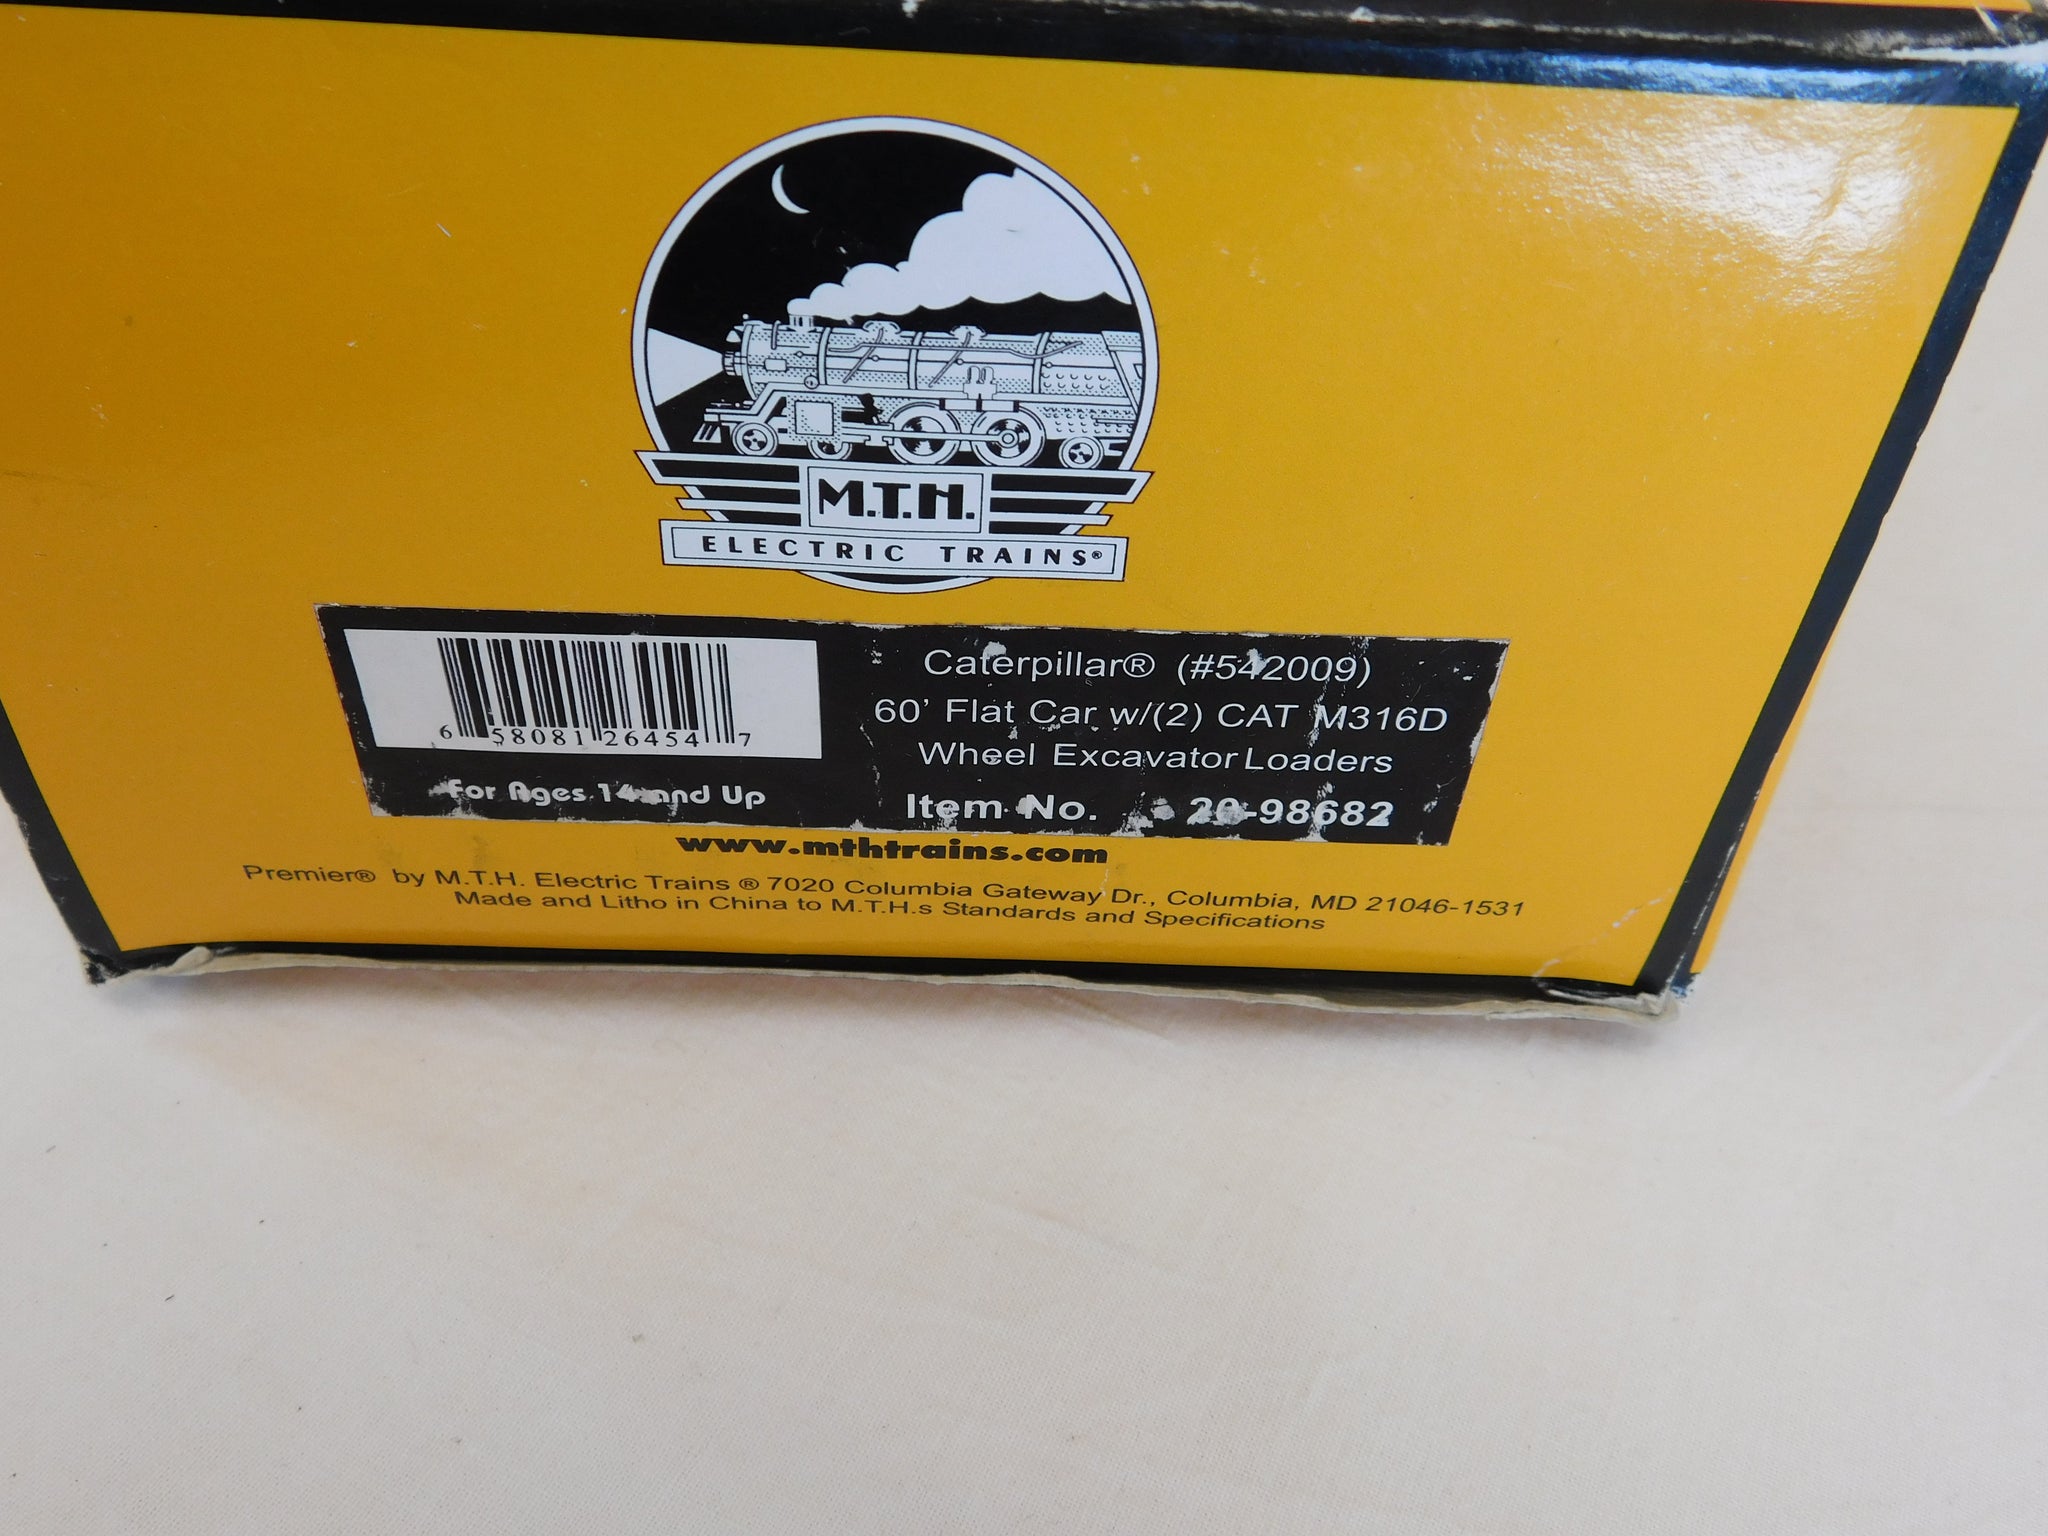 M.T.H.
ELECTRIC TRAINS®
Caterpillar® (#542009)
60' Flat Car w/(2) CAT M316D
Wheel Excavator Loaders
Item No. 20-98682
6 58081 26454 7
For Ages 14 and Up
www.mthtrains.com
Premier® by M.T.H. Electric Trains ® 7020 Columbia Gateway Dr., Columbia, MD 21046-1531
Made and Litho in China to M.T.H.s Standards and Specifications